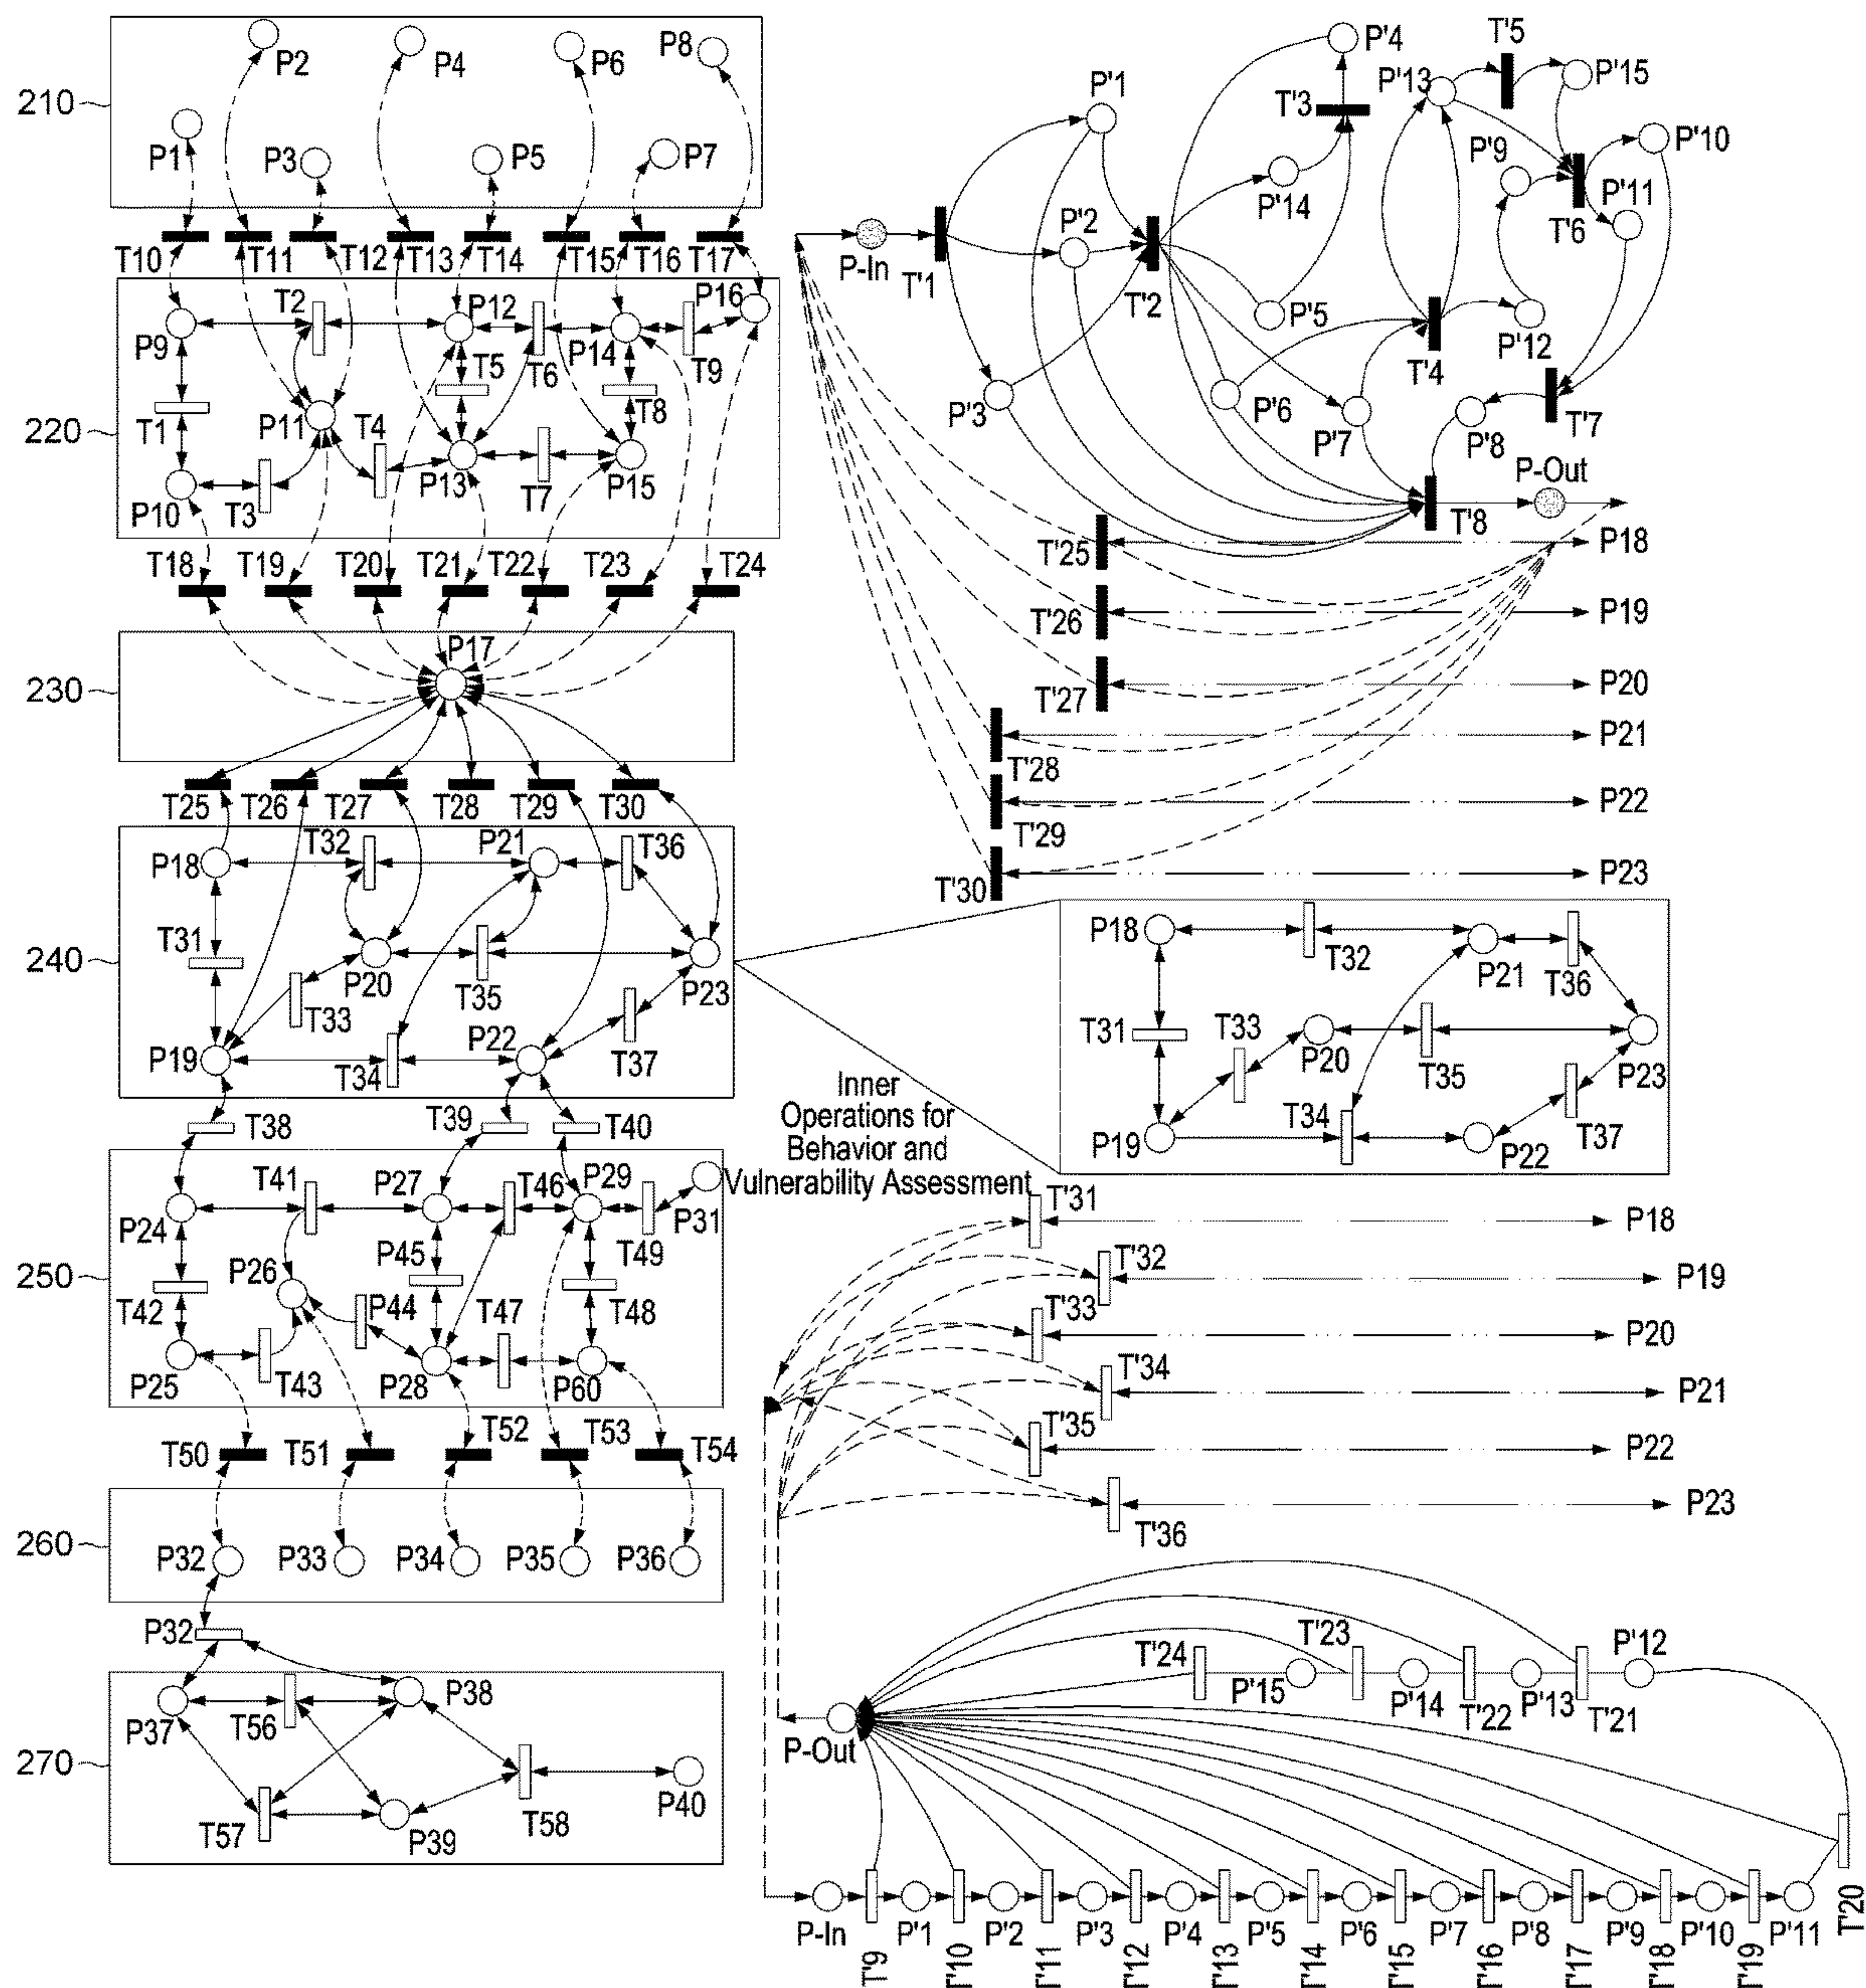 210
P2
P4
P6
P8
P1
P3
P5
P7
T10
T11
T12
T13
T14
T15
T16
T17
220
T2
P12
P16
P9
T5
T6
P14
T9
T1
P11
T4
T8
P10
T3
P13
T7
P15
T18
T19
T20
T21
T22
T23
T24
230
P17
T25
T26
T27
T28
T29
T30
240
P18
T32
P21
T36
T31
P20
T35
P23
T33
P19
T34
P22
T37
T38
T39
T40
250
T41
P27
T46
P29
P31
P24
P26
P45
T49
T42
P44
T47
T48
P25
T43
P28
P60
T50
T51
T52
T53
T54
260
P32
P33
P34
P35
P36
P32
270
P37
T56
P38
T57
P39
T58
P40
P'4
T'5
P'1
T'3
P'13
P'15
P'9
P'10
P'14
P'11
P'2
T'6
P-In
T'1
T'2
P'5
T'4
P'12
P'3
P'6
P'7
P'8
T'7
P-Out
T'8
T'25
P18
T'26
P19
T'27
P20
T'28
P21
T'29
P22
T'30
P23
P18
T32
P21
T36
T31
T33
P20
T35
P23
P19
T34
P22
T37
Inner
Operations for
Behavior and
Vulnerability Assessment
T'31
P18
T'32
P19
T'33
P20
T'34
P21
T'35
P22
T'36
P23
T'24
T'23
P'12
P'15
P'14
T'22
P'13
T'21
P-Out
T'20
P-In
T'9
P'1
T'10
P'2
T'11
P'3
T'12
P'4
T'13
P'5
T'14
P'6
T'15
P'7
T'16
P'8
T'17
P'9
T'18
P'10
T'19
P'11